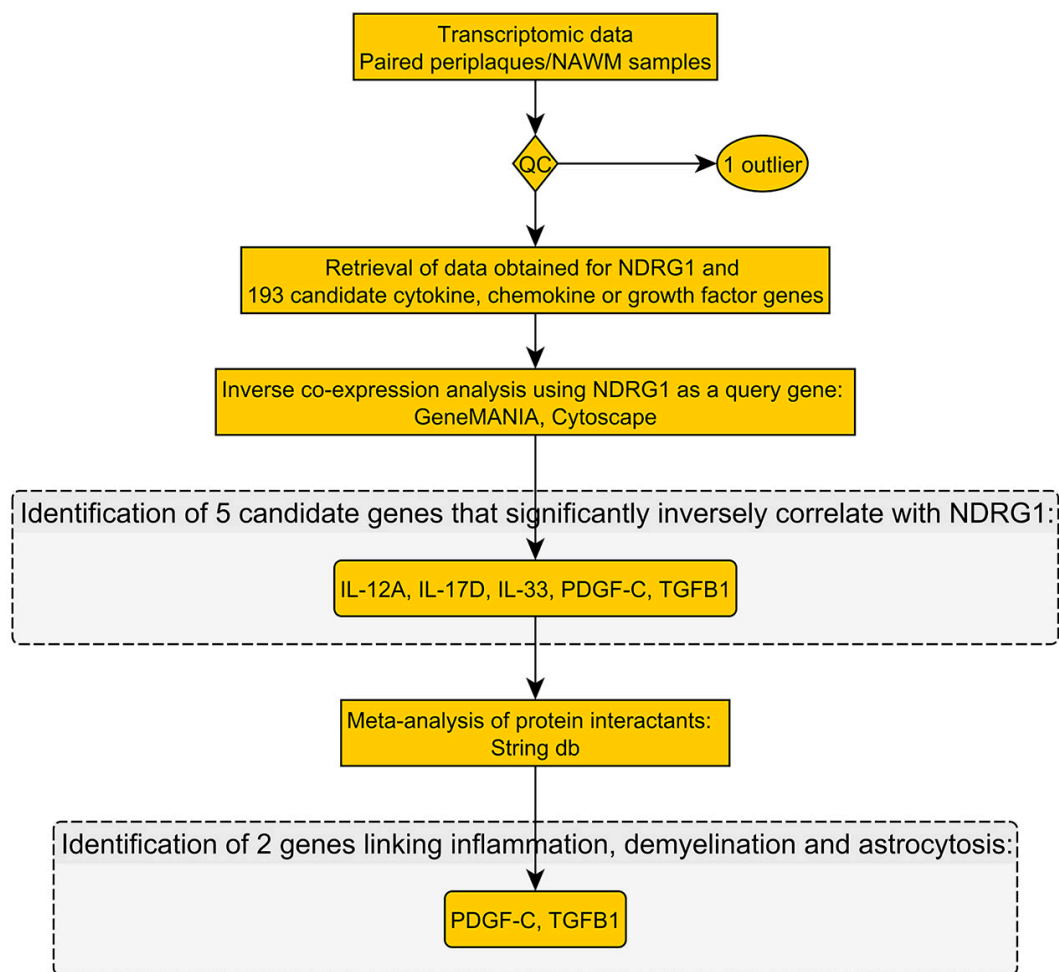 Transcriptomic data
Paired periplaques/NAWM samples
QC
1 outlier
Retrieval of data obtained for NDRG1 and
193 candidate cytokine, chemokine or growth factor genes
Inverse co-expression analysis using NDRG1 as a query gene:
GeneMANIA, Cytoscape
Identification of 5 candidate genes that significantly inversely correlate with NDRG1:
IL-12A, IL-17D, IL-33, PDGF-C, TGFB1
Meta-analysis of protein interactants:
String db
Identification of 2 genes linking inflammation, demyelination and astrocytosis:
PDGF-C, TGFB1